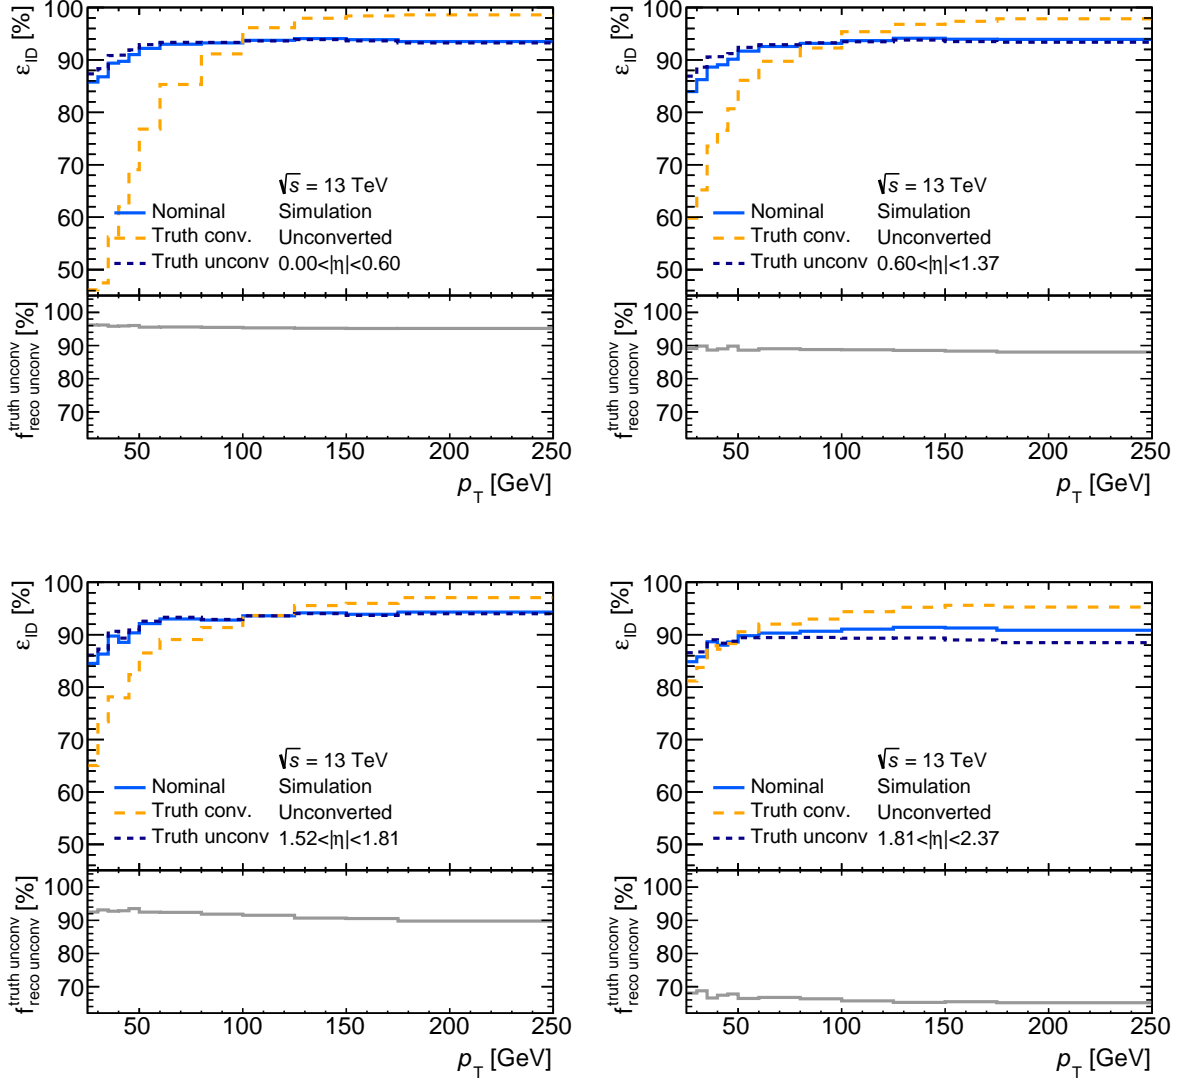 ε_ID [%]
100
90
80
70
60
50
√s = 13 TeV
Nominal Simulation
Truth conv. Unconverted
Truth unconv 0.00<|η|<0.60
f^truth unconv_reco unconv [%]
100
90
80
70
50 100 150 200 250
p_T [GeV]
ε_ID [%]
100
90
80
70
60
50
√s = 13 TeV
Nominal Simulation
Truth conv. Unconverted
Truth unconv 0.60<|η|<1.37
f^truth unconv_reco unconv [%]
100
90
80
70
50 100 150 200 250
p_T [GeV]
ε_ID [%]
100
90
80
70
60
50
√s = 13 TeV
Nominal Simulation
Truth conv. Unconverted
Truth unconv 1.52<|η|<1.81
f^truth unconv_reco unconv [%]
100
90
80
70
50 100 150 200 250
p_T [GeV]
ε_ID [%]
100
90
80
70
60
50
√s = 13 TeV
Nominal Simulation
Truth conv. Unconverted
Truth unconv 1.81<|η|<2.37
f^truth unconv_reco unconv [%]
100
90
80
70
50 100 150 200 250
p_T [GeV]